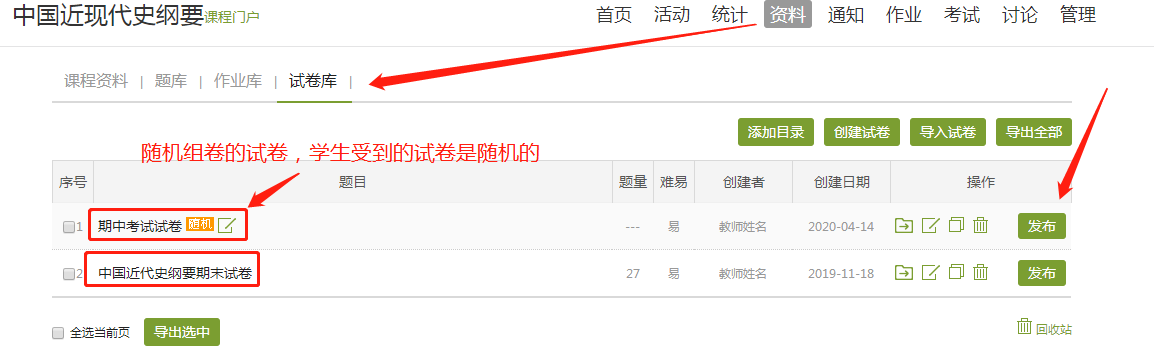 中国近现代史纲要课程门户 首页 活动 统计 资料 通知 作业 考试 讨论 管理
课程资料 | 题库 | 作业库 | 试卷库 |
添加目录 创建试卷 导入试卷 导出全部
随机组卷的试卷，学生受到的试卷是随机的
序号 题目 题量 难易 创建者 创建日期 操作
1 期中考试试卷 随机 --- 易 教师姓名 2020-04-14 发布
2 中国近代史纲要期末试卷 27 易 教师姓名 2019-11-18 发布
全选当前页 导出选中 回收站